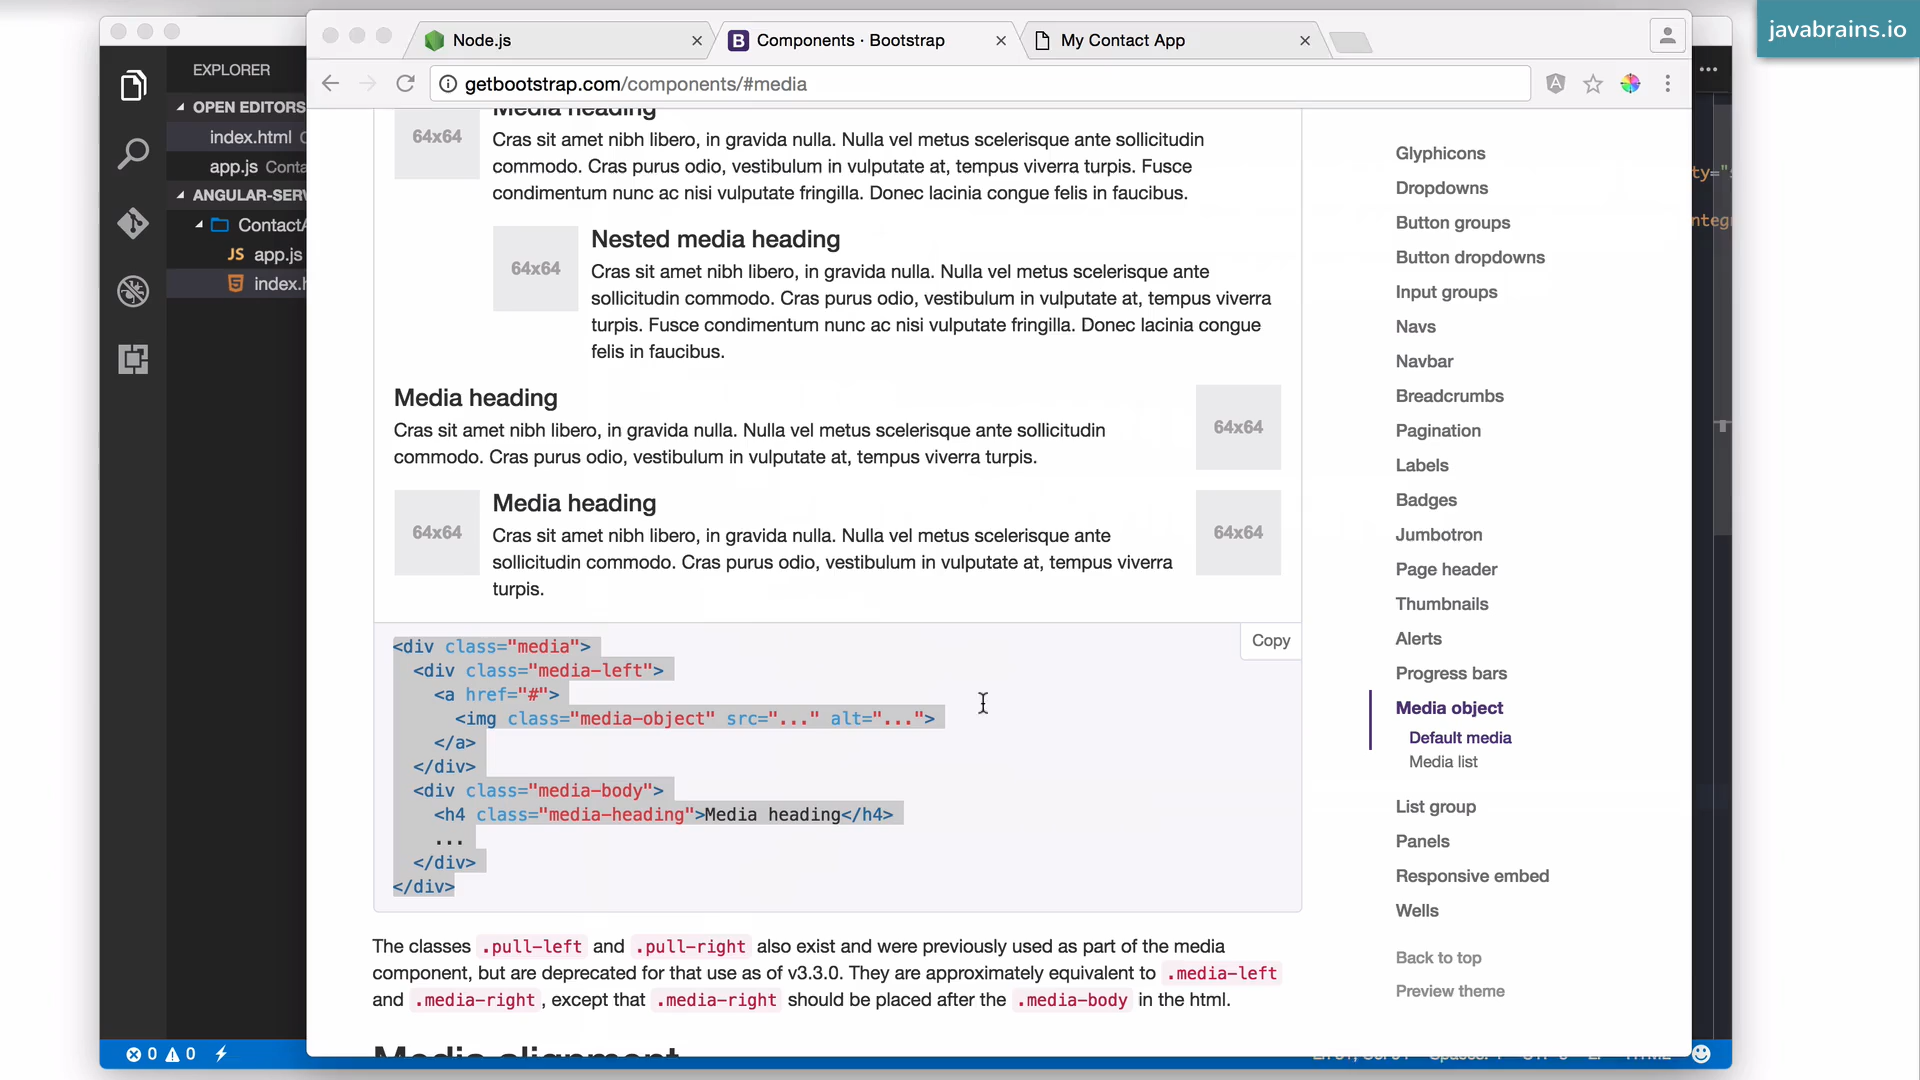 javabrains.io
Node.js
Components · Bootstrap
My Contact App
getbootstrap.com/components/#media
EXPLORER
OPEN EDITORS
index.html C
app.js Conta
ANGULAR-SERV
Contact
app.js
index.h
Media heading
64x64
Cras sit amet nibh libero, in gravida nulla. Nulla vel metus scelerisque ante sollicitudin
commodo. Cras purus odio, vestibulum in vulputate at, tempus viverra turpis. Fusce
condimentum nunc ac nisi vulputate fringilla. Donec lacinia congue felis in faucibus.
64x64
Nested media heading
Cras sit amet nibh libero, in gravida nulla. Nulla vel metus scelerisque ante
sollicitudin commodo. Cras purus odio, vestibulum in vulputate at, tempus viverra
turpis. Fusce condimentum nunc ac nisi vulputate fringilla. Donec lacinia congue
felis in faucibus.
Media heading
Cras sit amet nibh libero, in gravida nulla. Nulla vel metus scelerisque ante sollicitudin
commodo. Cras purus odio, vestibulum in vulputate at, tempus viverra turpis.
64x64
64x64
Media heading
Cras sit amet nibh libero, in gravida nulla. Nulla vel metus scelerisque ante
sollicitudin commodo. Cras purus odio, vestibulum in vulputate at, tempus viverra
turpis.
64x64
Copy
<div class="media">
<div class="media-left">
<a href="#">
<img class="media-object" src="..." alt="...">
</a>
</div>
<div class="media-body">
<h4 class="media-heading">Media heading</h4>
...
</div>
</div>
The classes .pull-left and .pull-right also exist and were previously used as part of the media
component, but are deprecated for that use as of v3.3.0. They are approximately equivalent to .media-left
and .media-right , except that .media-right should be placed after the .media-body in the html.
Media alignment
Glyphicons
Dropdowns
Button groups
Button dropdowns
Input groups
Navs
Navbar
Breadcrumbs
Pagination
Labels
Badges
Jumbotron
Page header
Thumbnails
Alerts
Progress bars
Media object
Default media
Media list
List group
Panels
Responsive embed
Wells
Back to top
Preview theme
ty="
ntegr
0
0